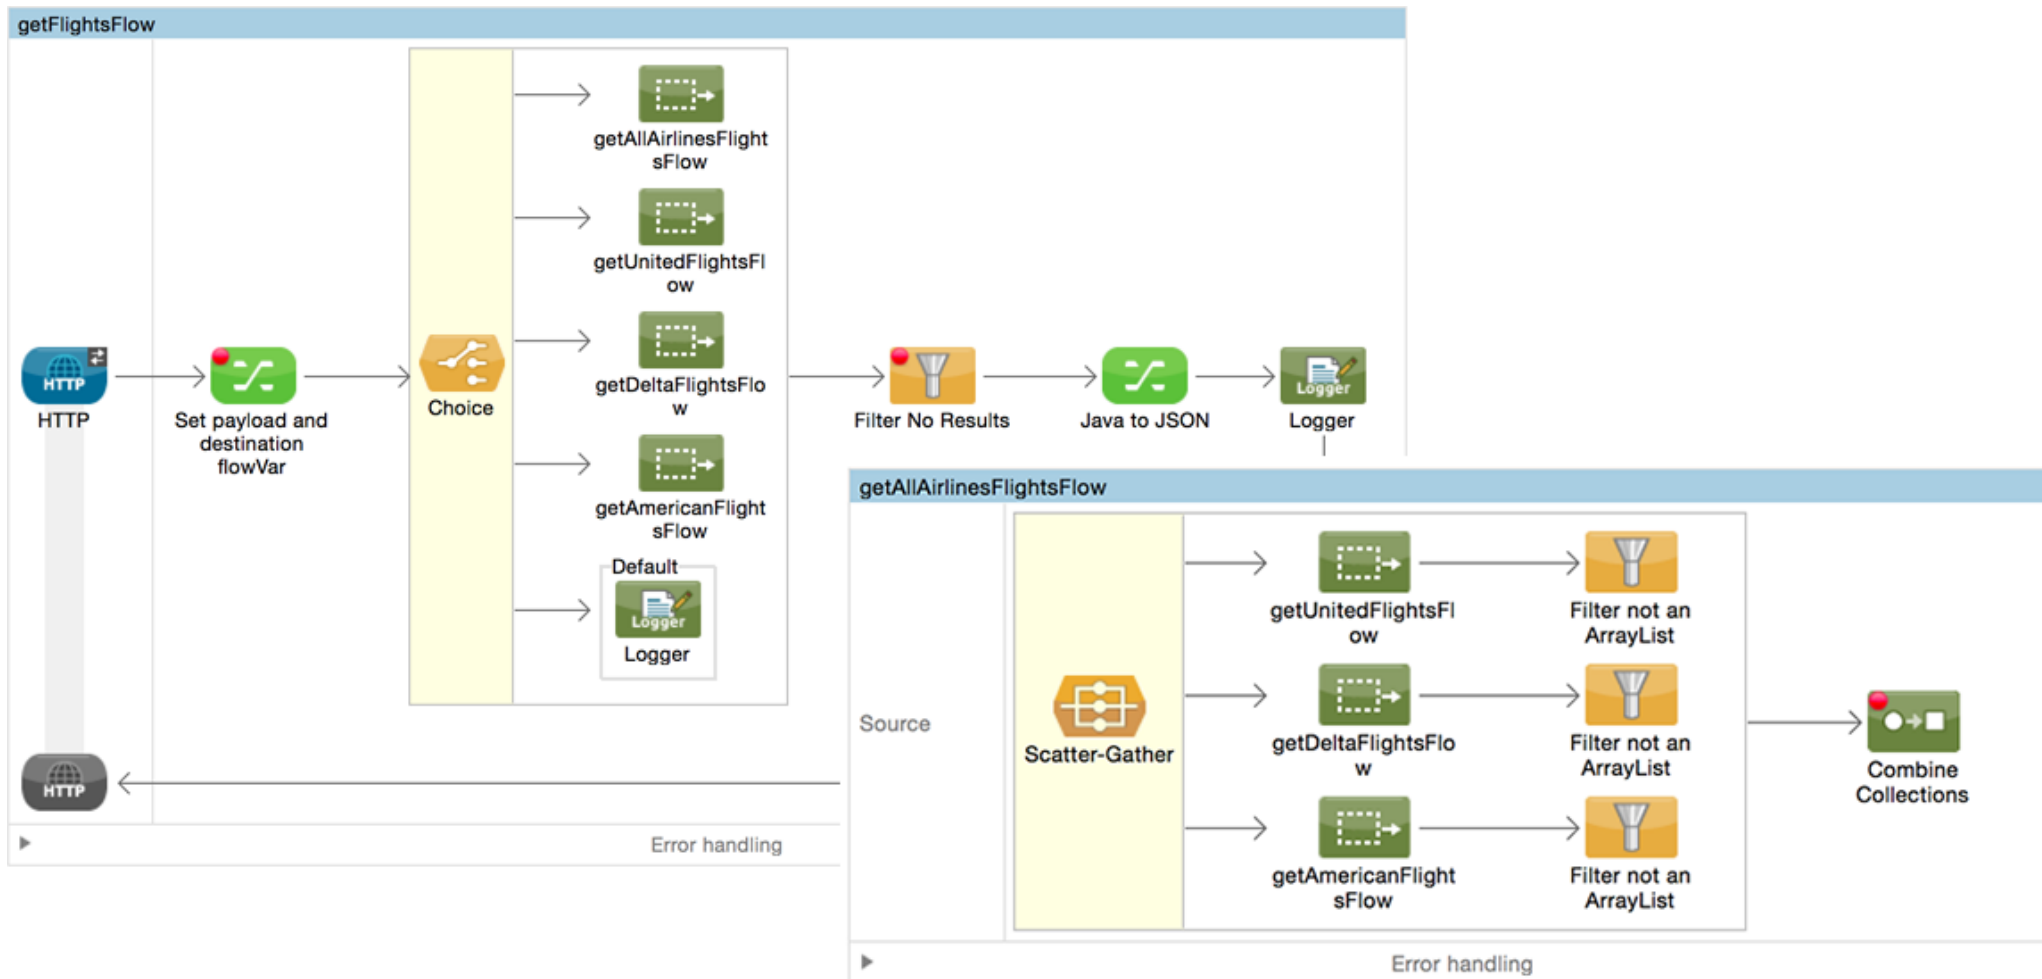 getFlightsFlow
getAllAirlinesFlight
sFlow
getUnitedFlightsFl
ow
getDeltaFlightsFlo
w
getAmericanFlight
sFlow
Default
Logger
Logger
HTTP
HTTP
Set payload and
destination
flowVar
Choice
Filter No Results
Java to JSON
Logger
Logger
HTTP
Error handling
getAllAirlinesFlightsFlow
Source
Scatter-Gather
getUnitedFlightsFl
ow
Filter not an
ArrayList
getDeltaFlightsFlo
w
Filter not an
ArrayList
getAmericanFlight
sFlow
Filter not an
ArrayList
Combine
Collections
Error handling